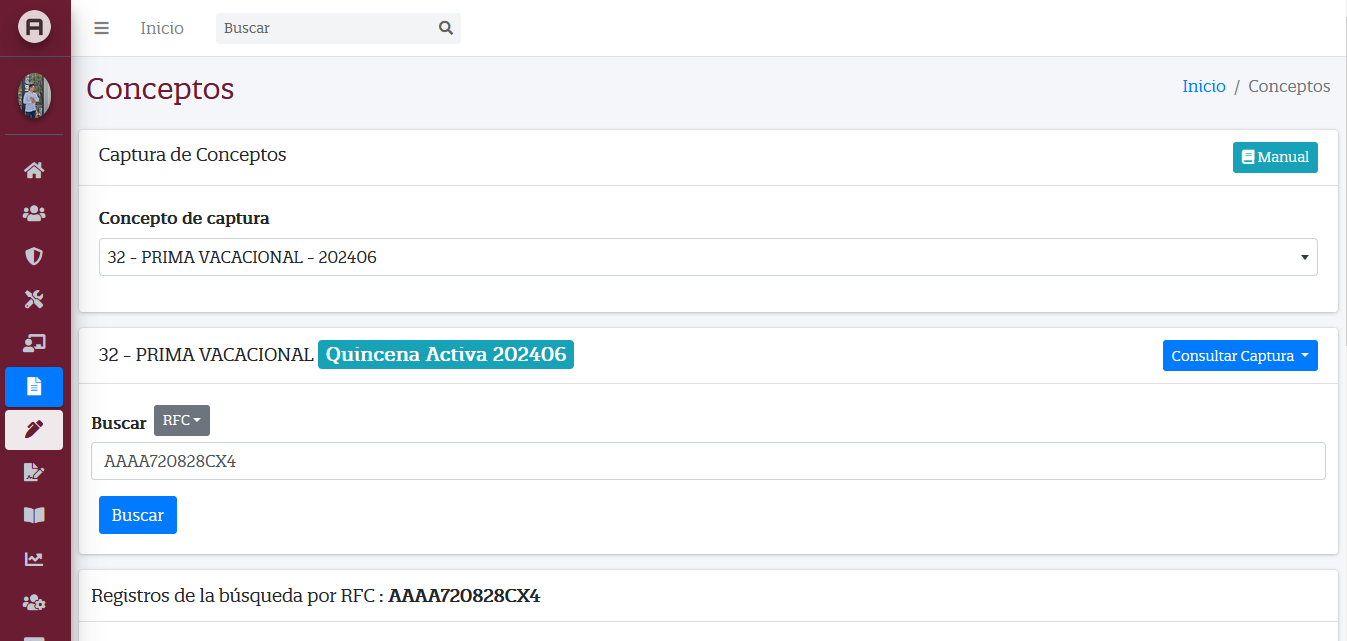 Inicio
Buscar
Conceptos
Inicio / Conceptos
Captura de Conceptos
Manual
Concepto de captura
32 - PRIMA VACACIONAL - 202406
32 - PRIMA VACACIONAL Quincena Activa 202406
Consultar Captura
Buscar RFC
AAAA720828CX4
Buscar
Registros de la búsqueda por RFC : AAAA720828CX4